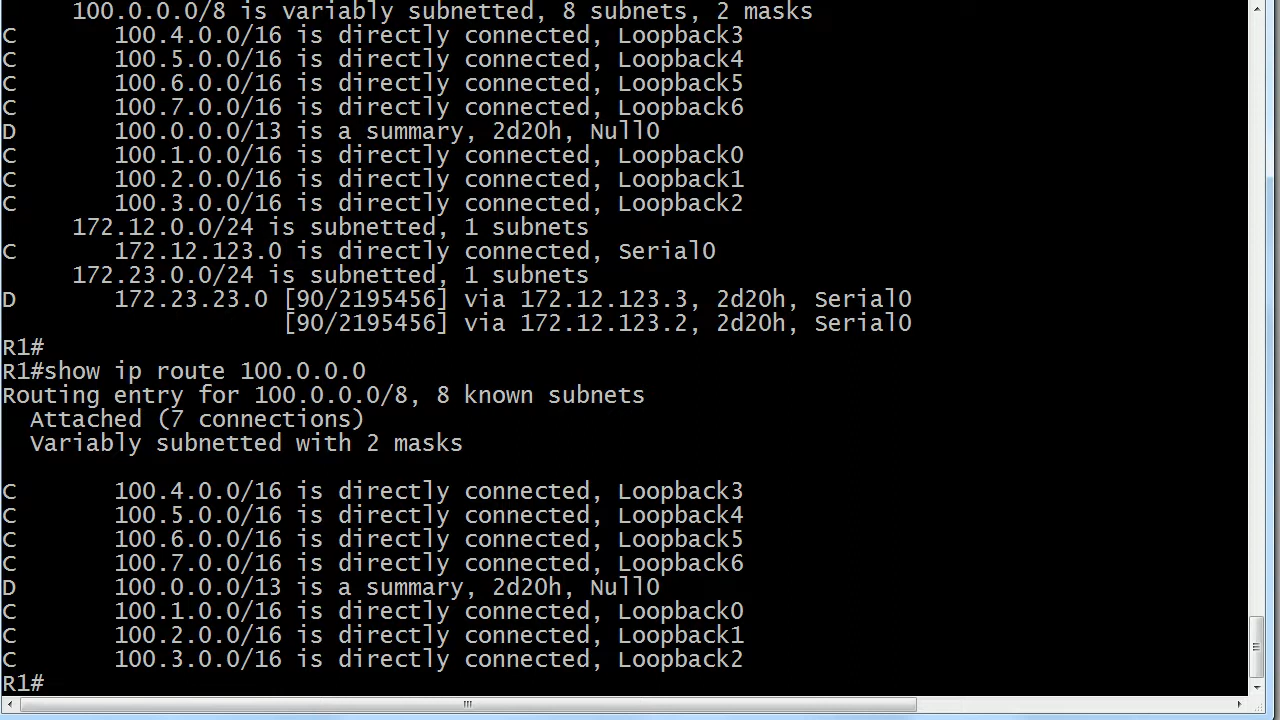 100.0.0.0/8 is variably subnetted, 8 subnets, 2 masks
C       100.4.0.0/16 is directly connected, Loopback3
C       100.5.0.0/16 is directly connected, Loopback4
C       100.6.0.0/16 is directly connected, Loopback5
C       100.7.0.0/16 is directly connected, Loopback6
D       100.0.0.0/13 is a summary, 2d20h, Null0
C       100.1.0.0/16 is directly connected, Loopback0
C       100.2.0.0/16 is directly connected, Loopback1
C       100.3.0.0/16 is directly connected, Loopback2
     172.12.0.0/24 is subnetted, 1 subnets
C       172.12.123.0 is directly connected, Serial0
     172.23.0.0/24 is subnetted, 1 subnets
D       172.23.23.0 [90/2195456] via 172.12.123.3, 2d20h, Serial0
                    [90/2195456] via 172.12.123.2, 2d20h, Serial0
R1#
R1#show ip route 100.0.0.0
Routing entry for 100.0.0.0/8, 8 known subnets
  Attached (7 connections)
  Variably subnetted with 2 masks
C       100.4.0.0/16 is directly connected, Loopback3
C       100.5.0.0/16 is directly connected, Loopback4
C       100.6.0.0/16 is directly connected, Loopback5
C       100.7.0.0/16 is directly connected, Loopback6
D       100.0.0.0/13 is a summary, 2d20h, Null0
C       100.1.0.0/16 is directly connected, Loopback0
C       100.2.0.0/16 is directly connected, Loopback1
C       100.3.0.0/16 is directly connected, Loopback2
R1#